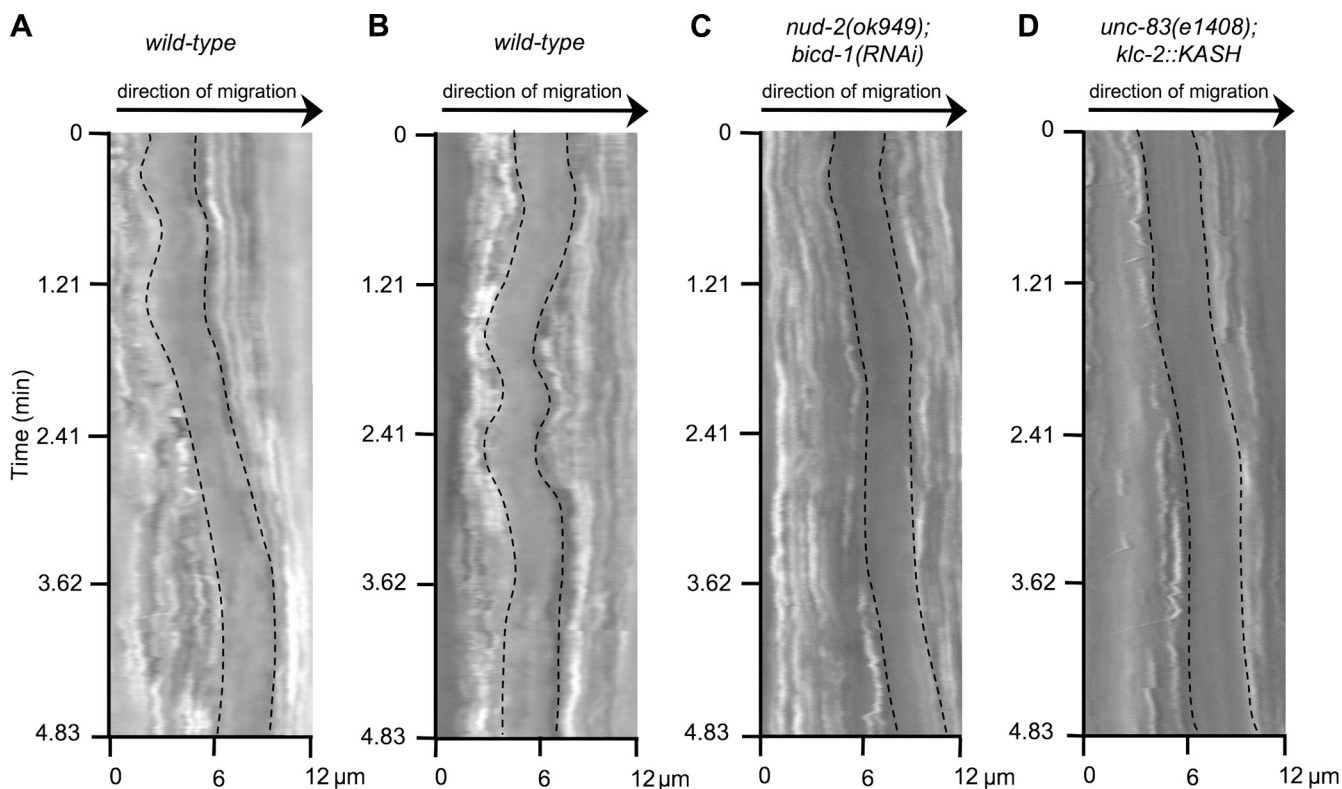 A
wild-type
direction of migration
0
1.21
2.41
3.62
4.83
Time (min)
0
6
12 µm
B
wild-type
direction of migration
0
1.21
2.41
3.62
4.83
0
6
12 µm
C
nud-2(ok949);
bicd-1(RNAi)
direction of migration
0
1.21
2.41
3.62
4.83
0
6
12 µm
D
unc-83(e1408);
klc-2::KASH
direction of migration
0
1.21
2.41
3.62
4.83
0
6
12 µm